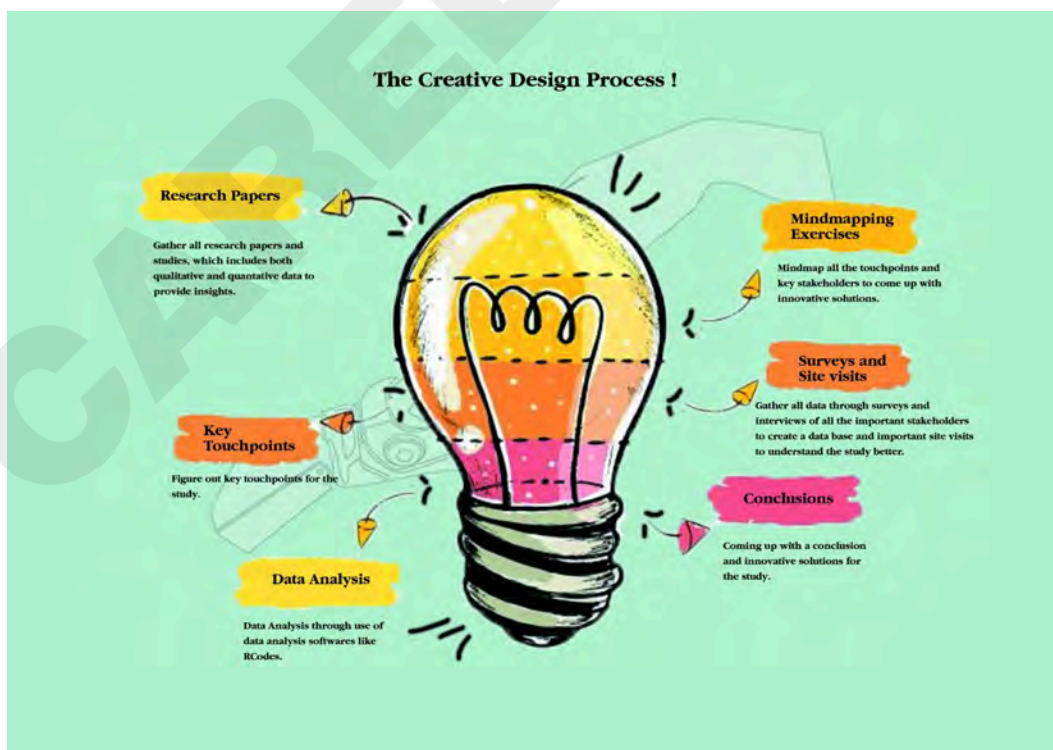 The Creative Design Process !
Research Papers
Gather all research papers and
studies, which includes both
qualitative and quantative data to
provide insights.
Mindmapping
Exercises
Mindmap all the touchpoints and
key stakeholders to come up with
innovative solutions.
Surveys and
Site visits
Gather all data through surveys and
interviews of all the important stakeholders
to create a data base and important site visits
to understand the study better.
Key
Touchpoints
Figure out key touchpoints for the
study.
Conclusions
Coming up with a conclusion
and innovative solutions for
the study.
Data Analysis
Data Analysis through use of
data analysis softwares like
RCodes.